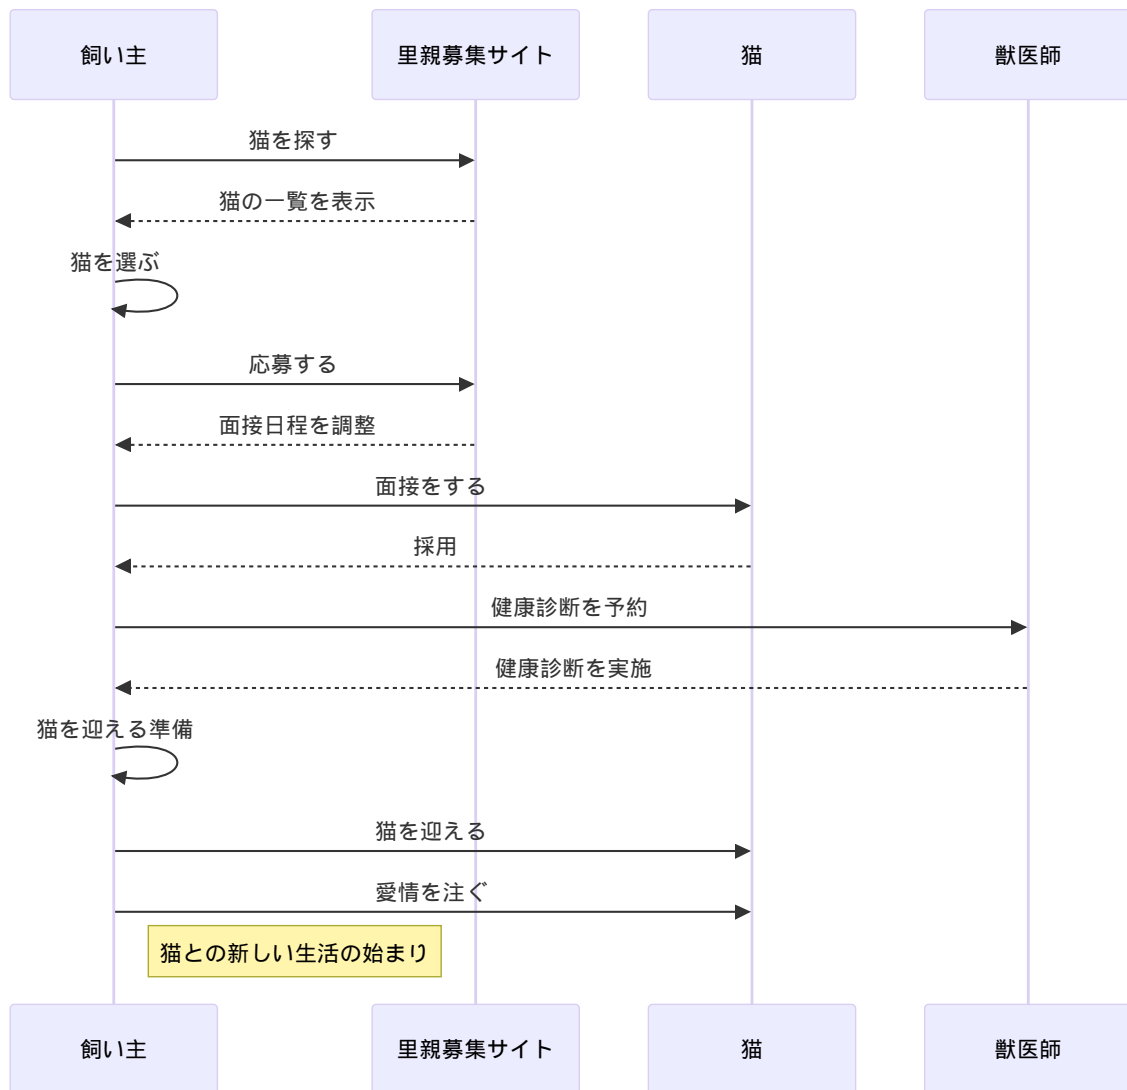 飼い主
里親募集サイト
猫
獣医師
猫を探す
猫の一覧を表示
猫を選ぶ
応募する
面接日程を調整
面接をする
採用
健康診断を予約
健康診断を実施
猫を迎える準備
猫を迎える
愛情を注ぐ
猫との新しい生活の始まり
飼い主
里親募集サイト
猫
獣医師